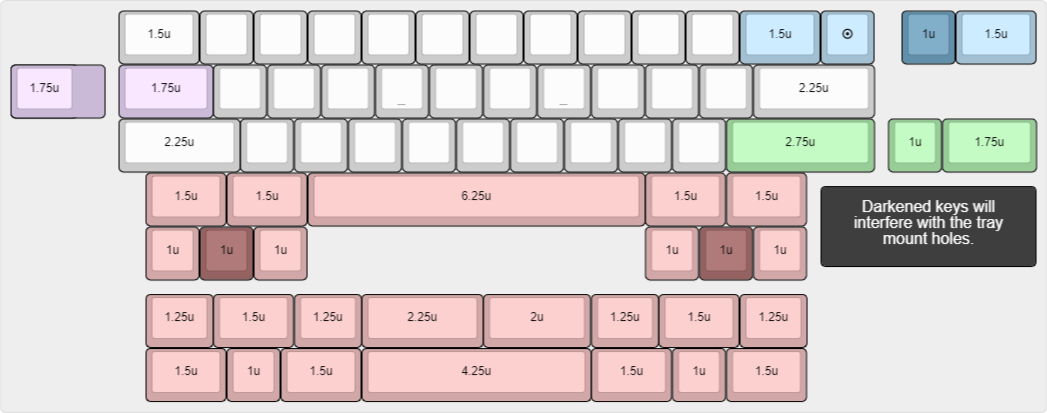 1.5u 1.5u ⊙ 1u 1.5u
1.75u 1.75u _ _ 2.25u
2.25u 2.75u 1u 1.75u
1.5u 1.5u 6.25u 1.5u 1.5u
Darkened keys will
interfere with the tray
mount holes.
1u 1u 1u 1u 1u 1u
1.25u 1.5u 1.25u 2.25u 2u 1.25u 1.5u 1.25u
1.5u 1u 1.5u 4.25u 1.5u 1u 1.5u